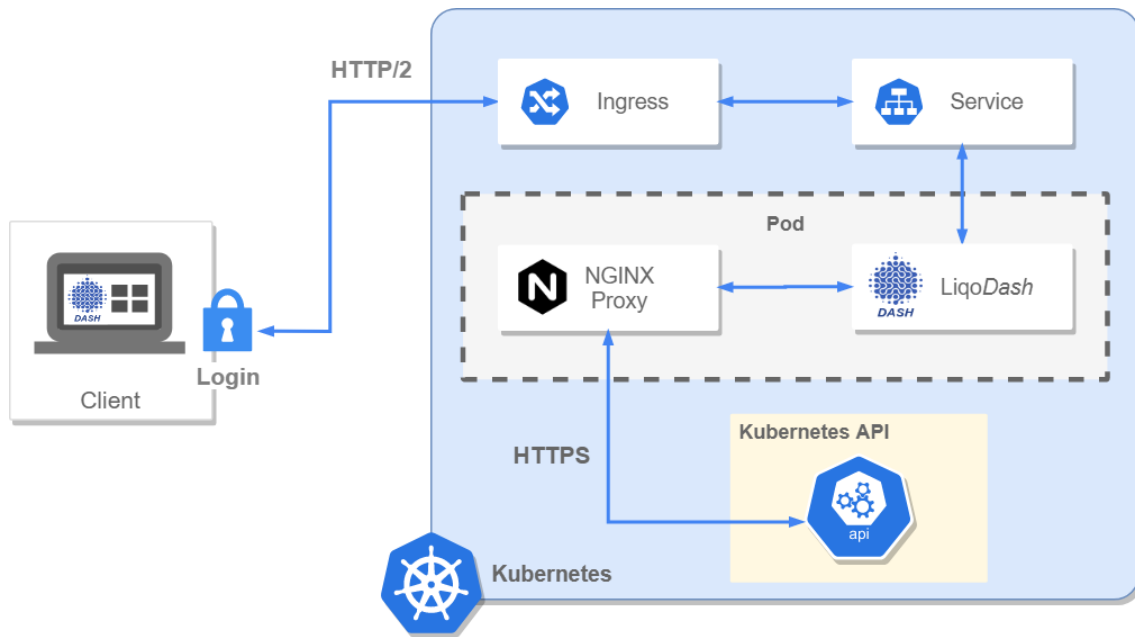 HTTP/2
Ingress
Service
Pod
NGINX
Proxy
LiqoDash
DASH
DASH
Login
Client
Kubernetes API
HTTPS
api
Kubernetes